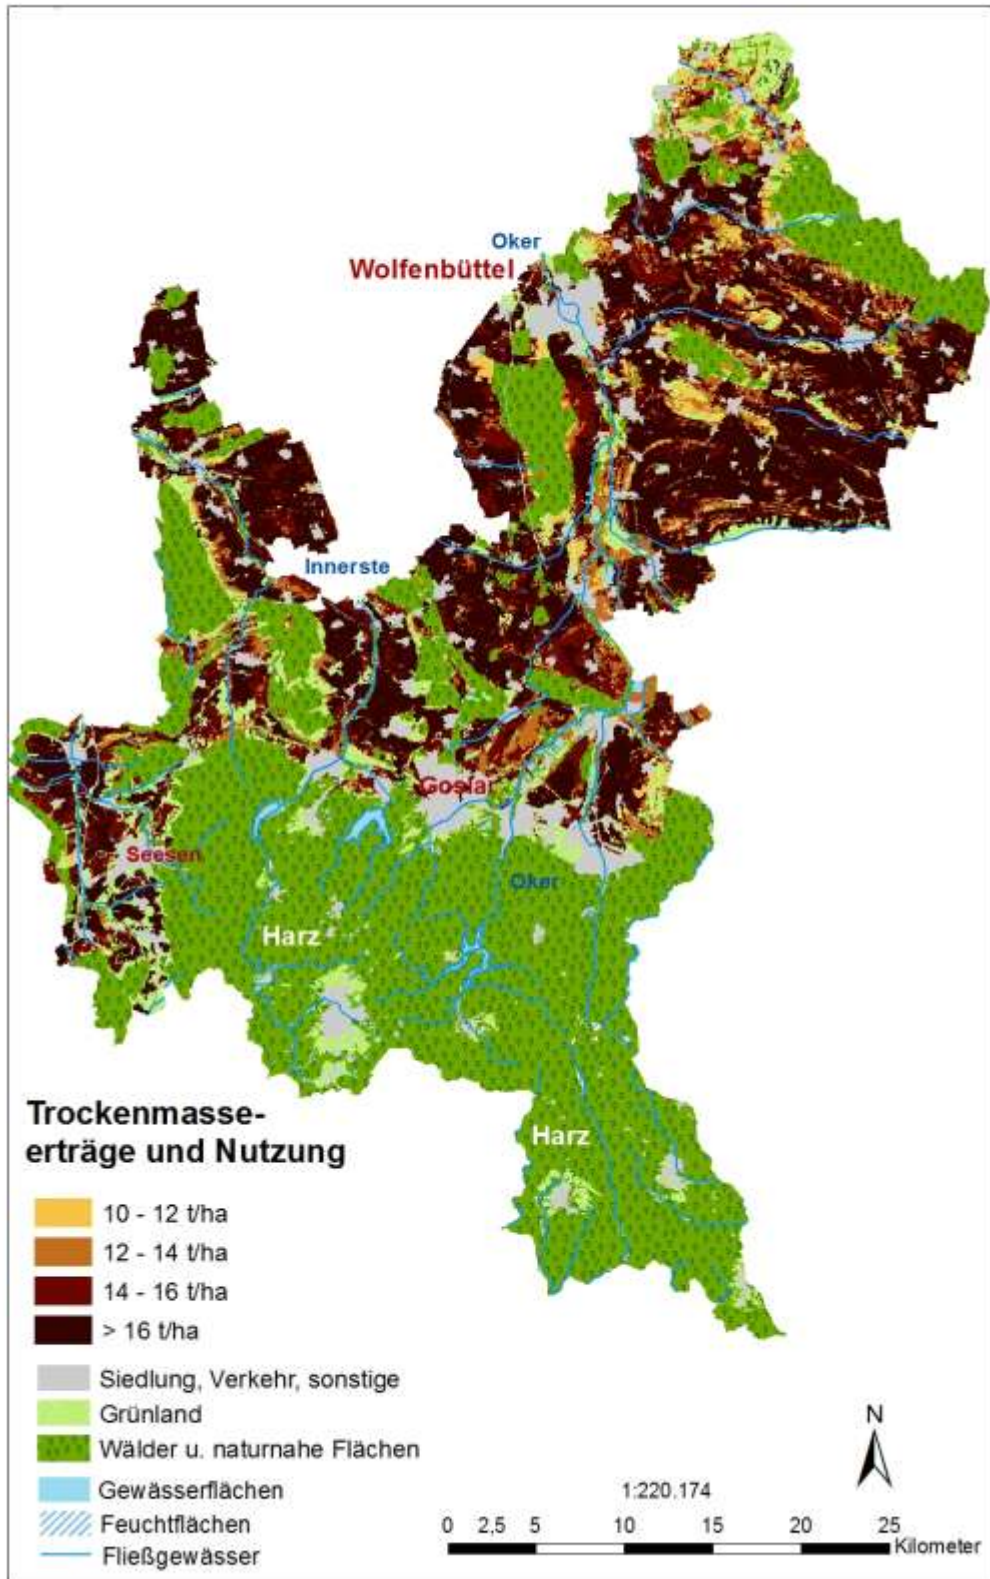 Oker
Wolfenbüttel
Innerste
Goslar
Seesen
Oker
Harz
Harz
Trockenmasse-
erträge und Nutzung
10 - 12 t/ha
12 - 14 t/ha
14 - 16 t/ha
> 16 t/ha
Siedlung, Verkehr, sonstige
Grünland
Wälder u. naturnahe Flächen
Gewässerflächen
Feuchtflächen
Fließgewässer
N
1:220.174
0 2,5 5 10 15 20 25
Kilometer